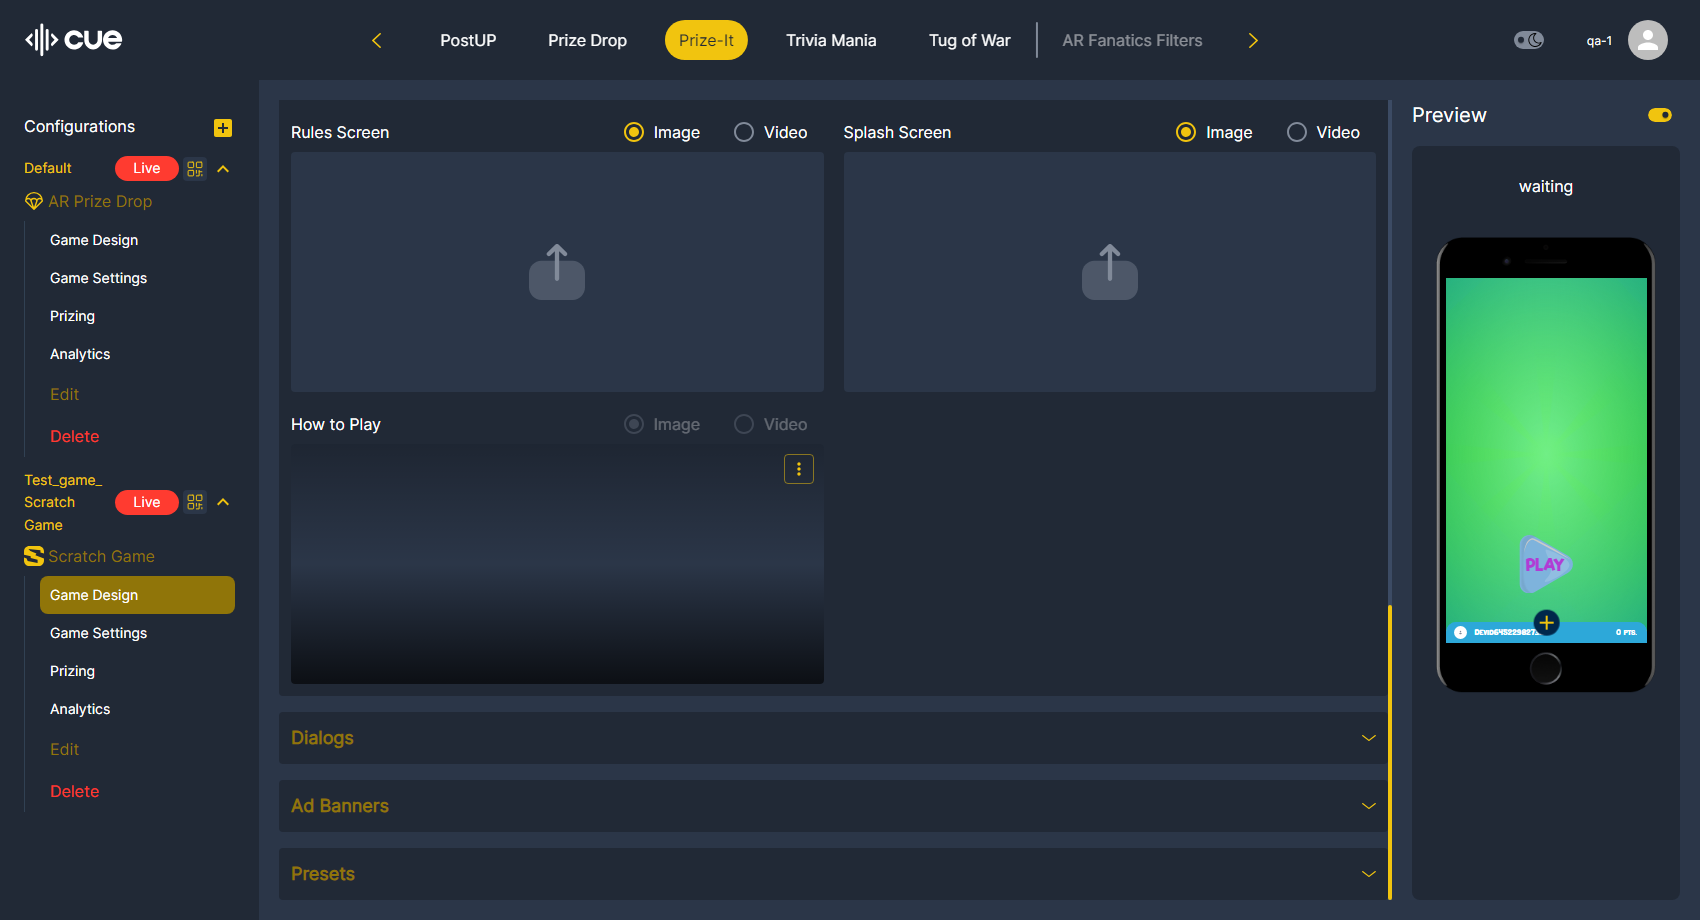 cue
PostUP
Prize Drop
Prize-It
Trivia Mania
Tug of War
AR Fanatics Filters
qa-1
Configurations
Default
Live
AR Prize Drop
Game Design
Game Settings
Prizing
Analytics
Edit
Delete
Test_game_
Scratch
Game
Live
Scratch Game
Game Design
Game Settings
Prizing
Analytics
Edit
Delete
Rules Screen
Image
Video
Splash Screen
Image
Video
How to Play
Image
Video
Dialogs
Ad Banners
Presets
Preview
waiting
PLAY
0 PTS.